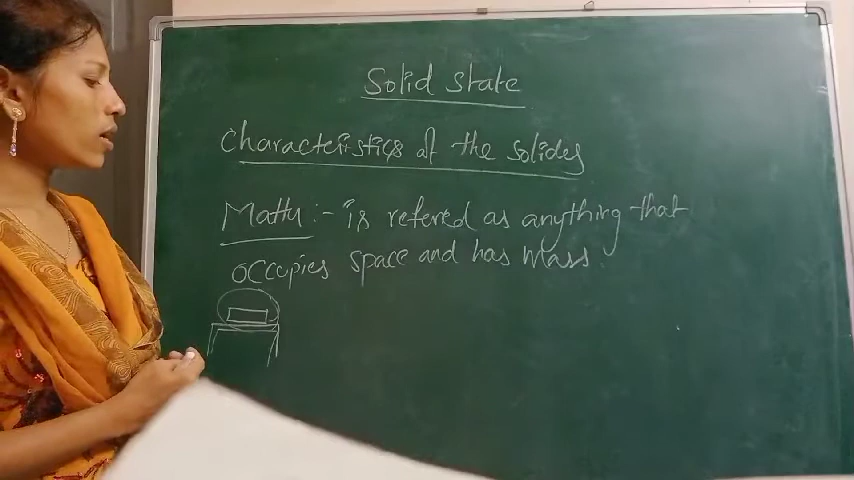 Solid state
Characteristics of the solides
Matter :- is refered as anything that
occupies space and has mass